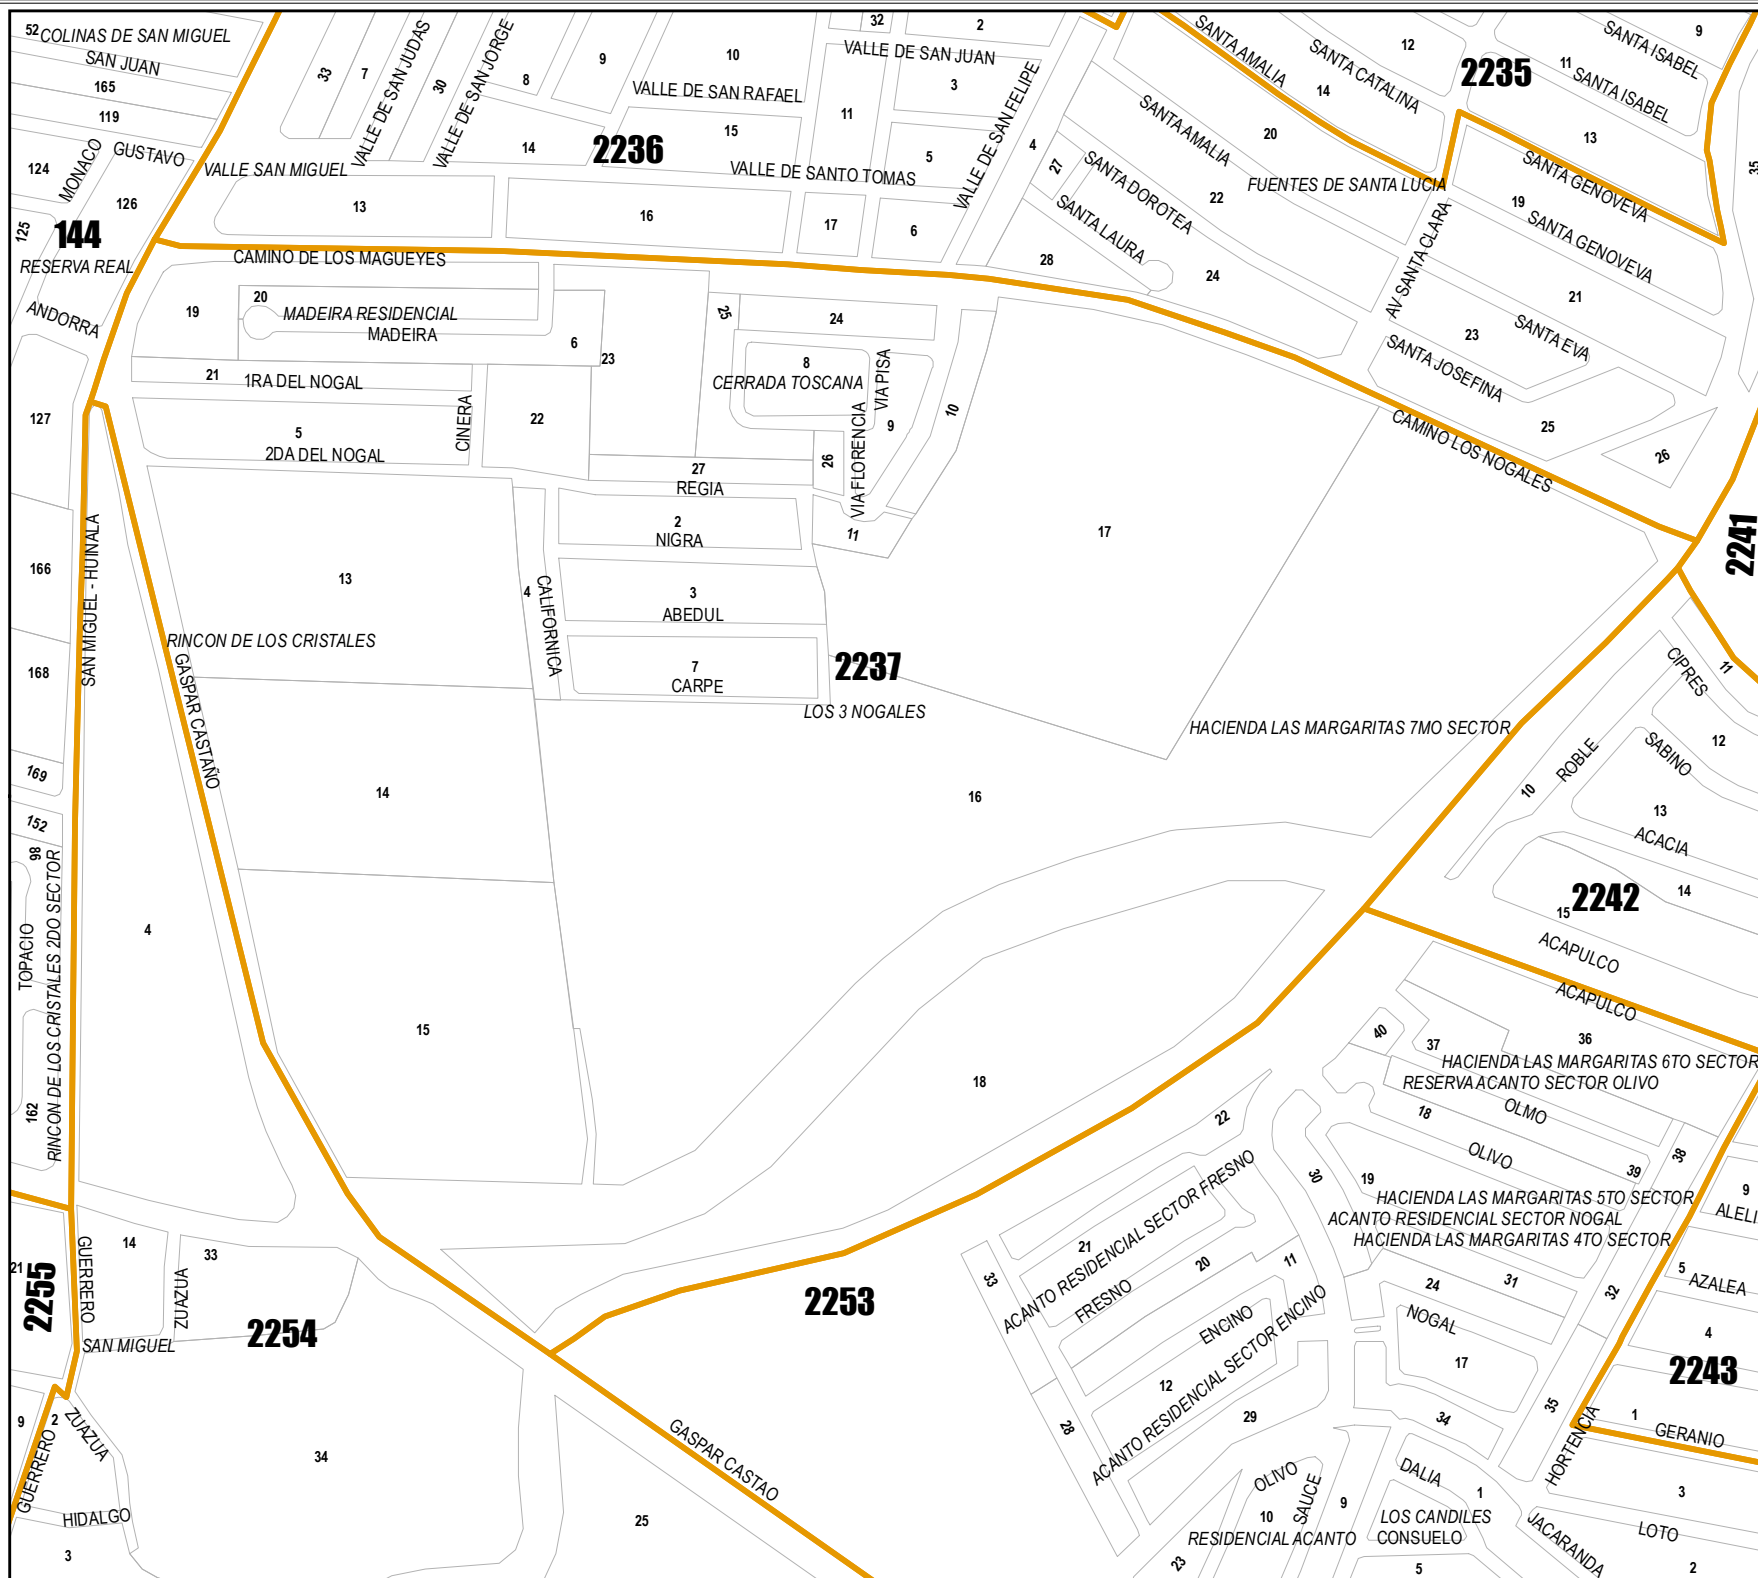 52 COLINAS DE SAN MIGUEL
SAN JUAN
165
119
MONACO
GUSTAVO
124
126
125
144
RESERVA REAL
ANDORRA
127
166
168
169
152
98
TOPACIO
RINCON DE LOS CRISTALES 2DO SECTOR
162
SAN MIGUEL - HUINALA
33
7
VALLE DE SAN JUDAS
30
VALLE DE SAN JORGE
8
9
10
32
2
VALLE DE SAN JUAN
3
VALLE DE SAN RAFAEL
11
15
14
2236
5
VALLE DE SANTO TOMAS
VALLE SAN MIGUEL
13
16
17
6
VALLE DE SAN FELIPE
4
27
28
CAMINO DE LOS MAGUEYES
SANTA AMALIA
SANTA CATALINA
12
14
2235
SANTA ISABEL
9
11
SANTA ISABEL
13
35
SANTA AMALIA
20
22
SANTA DOROTEA
SANTA LAURA
24
FUENTES DE SANTA LUCIA
SANTA GENOVEVA
19
SANTA GENOVEVA
AV SANTA CLARA
21
23
SANTA EVA
SANTA JOSEFINA
25
26
CAMINO LOS NOGALES
2241
19
20
MADEIRA RESIDENCIAL
MADEIRA
6
23
21
1RA DEL NOGAL
5
2DA DEL NOGAL
CINERA
22
25
24
8
CERRADA TOSCANA
VIA PISA
9
10
VIA FLORENCIA
26
27
REGIA
2
NIGRA
11
3
ABEDUL
7
CARPE
4
CALIFORNICA
13
RINCON DE LOS CRISTALES
GASPAR CASTAÑO
14
15
4
2237
LOS 3 NOGALES
17
HACIENDA LAS MARGARITAS 7MO SECTOR
16
18
CIPRES
11
12
SABINO
ROBLE
10
13
ACACIA
14
2242
15
ACAPULCO
ACAPULCO
36
40
37
HACIENDA LAS MARGARITAS 6TO SECTOR
RESERVA ACANTO SECTOR OLIVO
18
OLMO
OLIVO
39
38
22
30
19
HACIENDA LAS MARGARITAS 5TO SECTOR
ACANTO RESIDENCIAL SECTOR NOGAL
HACIENDA LAS MARGARITAS 4TO SECTOR
9
ALELI
5
AZALEA
4
2243
1
GERANIO
3
LOTO
2
HORTENCIA
32
35
31
24
NOGAL
17
34
33
21
ACANTO RESIDENCIAL SECTOR FRESNO
FRESNO
20
11
ENCINO
ACANTO RESIDENCIAL SECTOR ENCINO
12
28
29
OLIVO
10
SAUCE
9
RESIDENCIAL ACANTO
23
DALIA
1
LOS CANDILES
CONSUELO
5
JACARANDA
2253
GASPAR CASTAO
25
21
2255
GUERRERO
14
33
ZUAZUA
2254
SAN MIGUEL
9
2
ZUAZUA
GUERRERO
HIDALGO
3
34